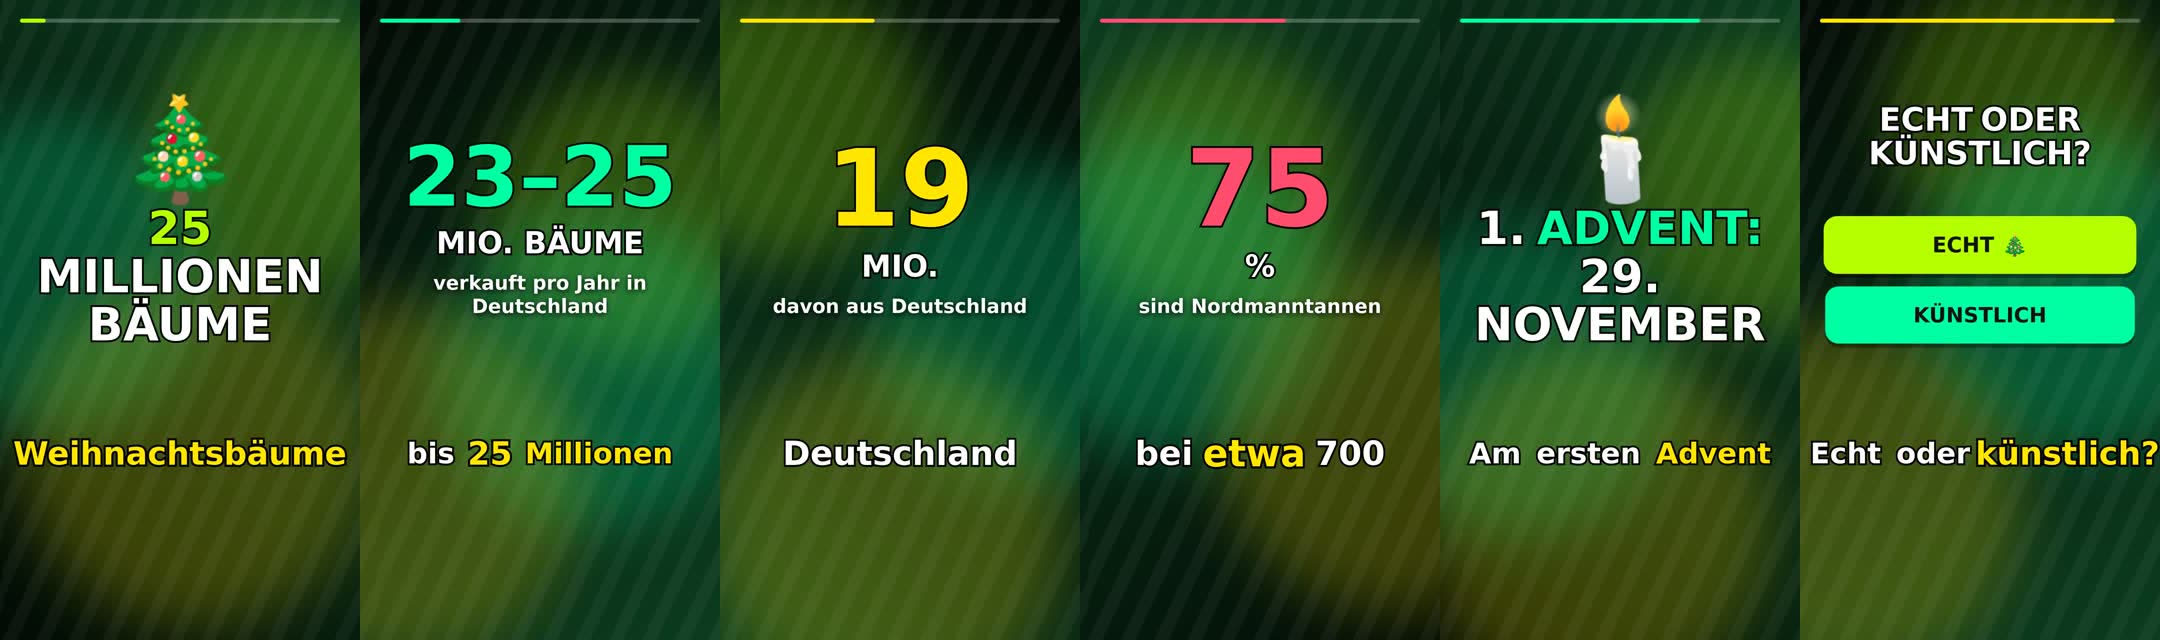 25
MILLIONEN
BÄUME
Weihnachtsbäume
23–25
MIO. BÄUME
verkauft pro Jahr in
Deutschland
bis 25 Millionen
19
MIO.
davon aus Deutschland
Deutschland
75
%
sind Nordmanntannen
bei etwa 700
1. ADVENT:
29.
NOVEMBER
Am ersten Advent
ECHT ODER
KÜNSTLICH?
ECHT
KÜNSTLICH
Echt oder künstlich?